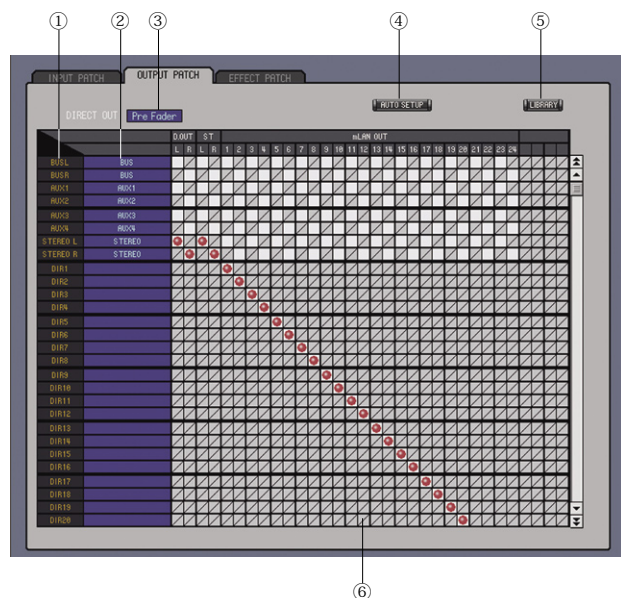 ① ② ③ ④ ⑤
INPUT PATCH OUTPUT PATCH EFFECT PATCH
AUTO SETUP LIBRARY
DIRECT OUT Pre Fader
D.OUT ST mLAN OUT
L R L R 1 2 3 4 5 6 7 8 9 10 11 12 13 14 15 16 17 18 19 20 21 22 23 24
BUSL BUS
BUSR BUS
AUX1 AUX1
AUX2 AUX2
AUX3 AUX3
AUX4 AUX4
STEREO L STEREO
STEREO R STEREO
DIR1
DIR2
DIR3
DIR4
DIR5
DIR6
DIR7
DIR8
DIR9
DIR10
DIR11
DIR12
DIR13
DIR14
DIR15
DIR16
DIR17
DIR18
DIR19
DIR20
⑥